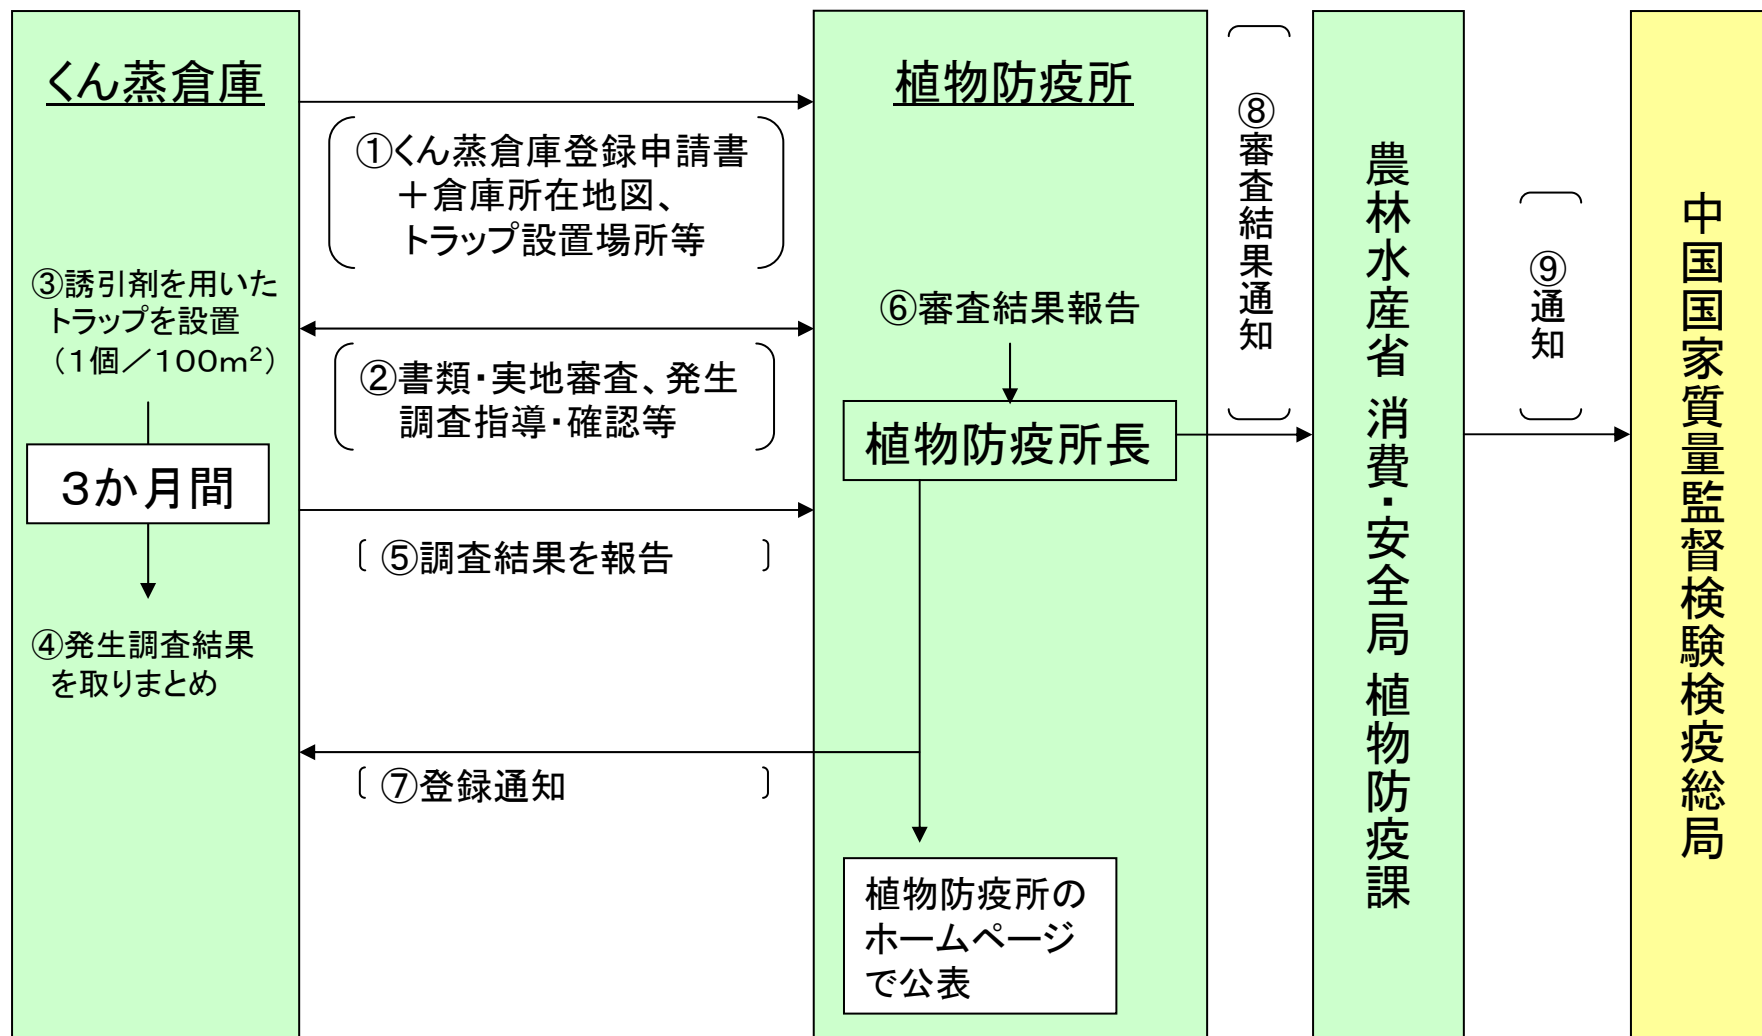 くん蒸倉庫
①くん蒸倉庫登録申請書
＋倉庫所在地図、
トラップ設置場所等
②書類・実地審査、発生
調査指導・確認等
③誘引剤を用いた
トラップを設置
（１個／１００ｍ²）
３か月間
④発生調査結果
を取りまとめ
⑤調査結果を報告
⑦登録通知
植物防疫所
⑥審査結果報告
植物防疫所長
植物防疫所の
ホームページ
で公表
⑧審査結果通知
農林水産省 消費・安全局 植物防疫課
⑨通知
中国国家質量監督検験検疫総局